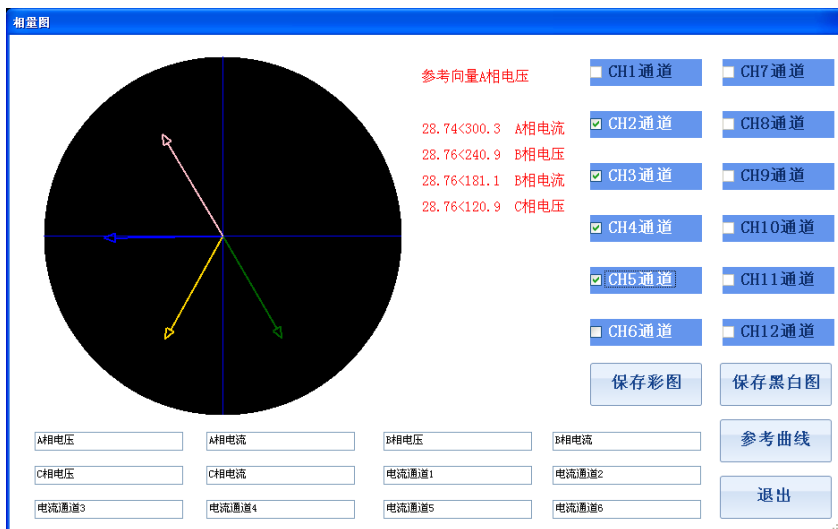 相量图
参考向量A相电压
28.74<300.3 A相电流
28.76<240.9 B相电压
28.76<181.1 B相电流
28.76<120.9 C相电压
CH1通道
CH7通道
CH2通道
CH8通道
CH3通道
CH9通道
CH4通道
CH10通道
CH5通道
CH11通道
CH6通道
CH12通道
保存彩图
保存黑白图
参考曲线
退出
A相电压
A相电流
B相电压
B相电流
C相电压
C相电流
电流通道1
电流通道2
电流通道3
电流通道4
电流通道5
电流通道6